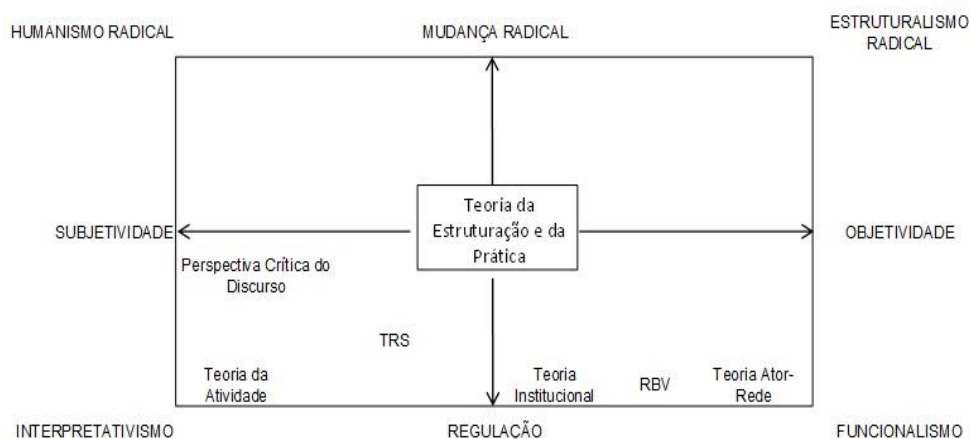 HUMANISMO RADICAL
MUDANÇA RADICAL
ESTRUTURALISMO
RADICAL
Teoria da
Estruturação e da
Prática
SUBJETIVIDADE
OBJETIVIDADE
Perspectiva Crítica do
Discurso
TRS
Teoria da
Atividade
Teoria
Institucional
RBV
Teoria Ator-
Rede
INTERPRETATIVISMO
REGULAÇÃO
FUNCIONALISMO